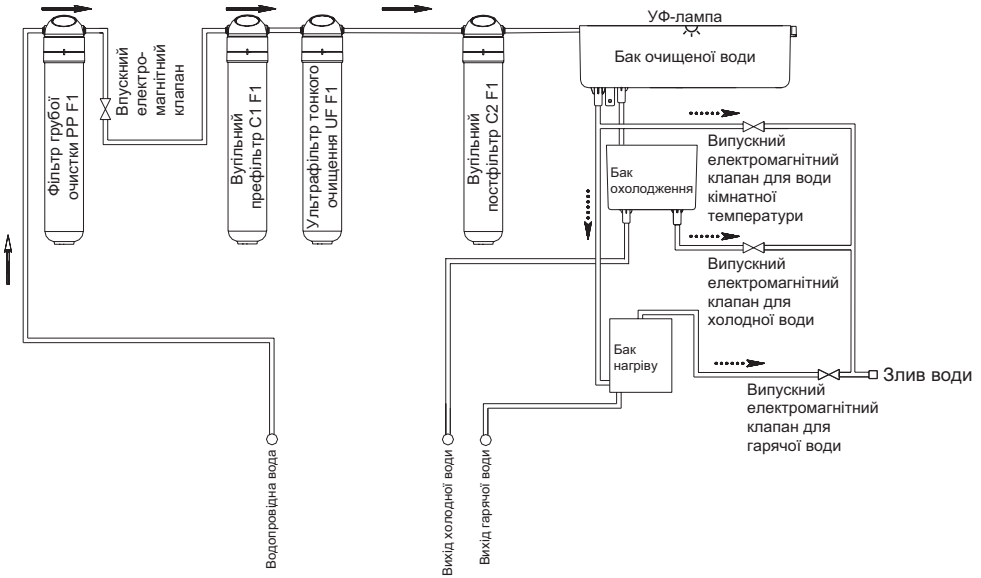 УФ-лампа
Бак очищеної води
Фільтр грубої
очистки PP F1
Впускний
електро-
магнітний
клапан
Вугільний
префільтр C1 F1
Ультрафільтр тонкого
очищення UF F1
Вугільний
постфільтр C2 F1
Випускний
електромагнітний
клапан для води
кімнатної
температури
Бак
охолодження
Випускний
електромагнітний
клапан для
холодної води
Бак
нагріву
Злив води
Випускний
електромагнітний
клапан для
гарячої води
Водопровідна вода
Вихід холодної води
Вихід гарячої води